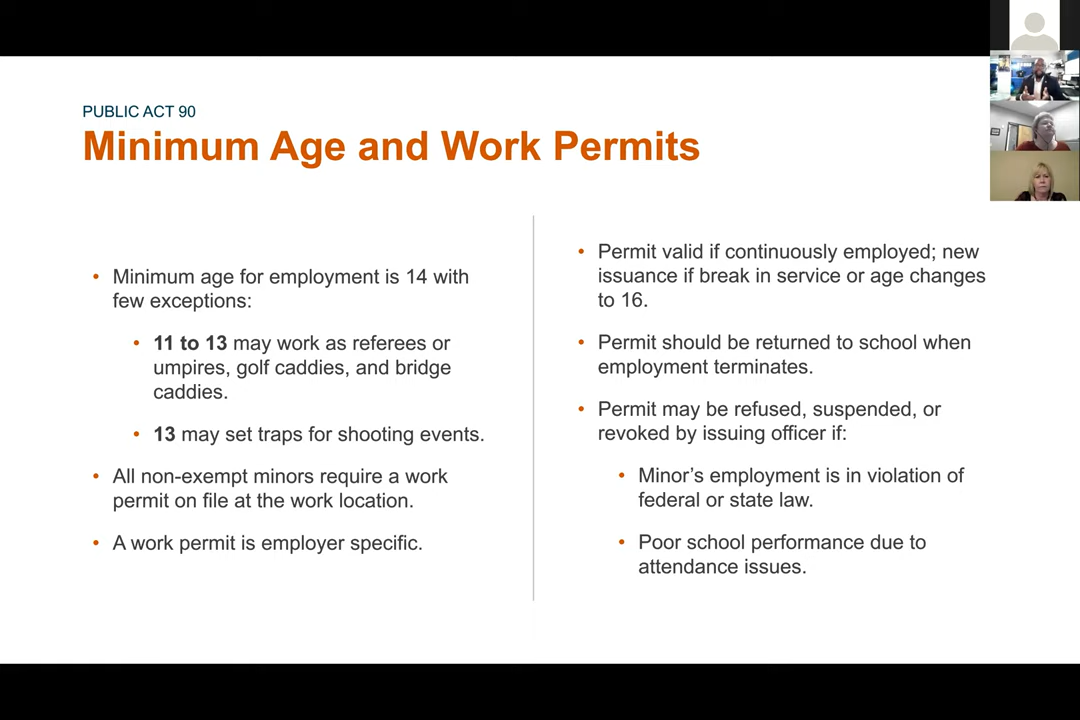 PUBLIC ACT 90
Minimum Age and Work Permits
• Minimum age for employment is 14 with
few exceptions:
• 11 to 13 may work as referees or
umpires, golf caddies, and bridge
caddies.
• 13 may set traps for shooting events.
• All non-exempt minors require a work
permit on file at the work location.
• A work permit is employer specific.
• Permit valid if continuously employed; new
issuance if break in service or age changes
to 16.
• Permit should be returned to school when
employment terminates.
• Permit may be refused, suspended, or
revoked by issuing officer if:
• Minor’s employment is in violation of
federal or state law.
• Poor school performance due to
attendance issues.